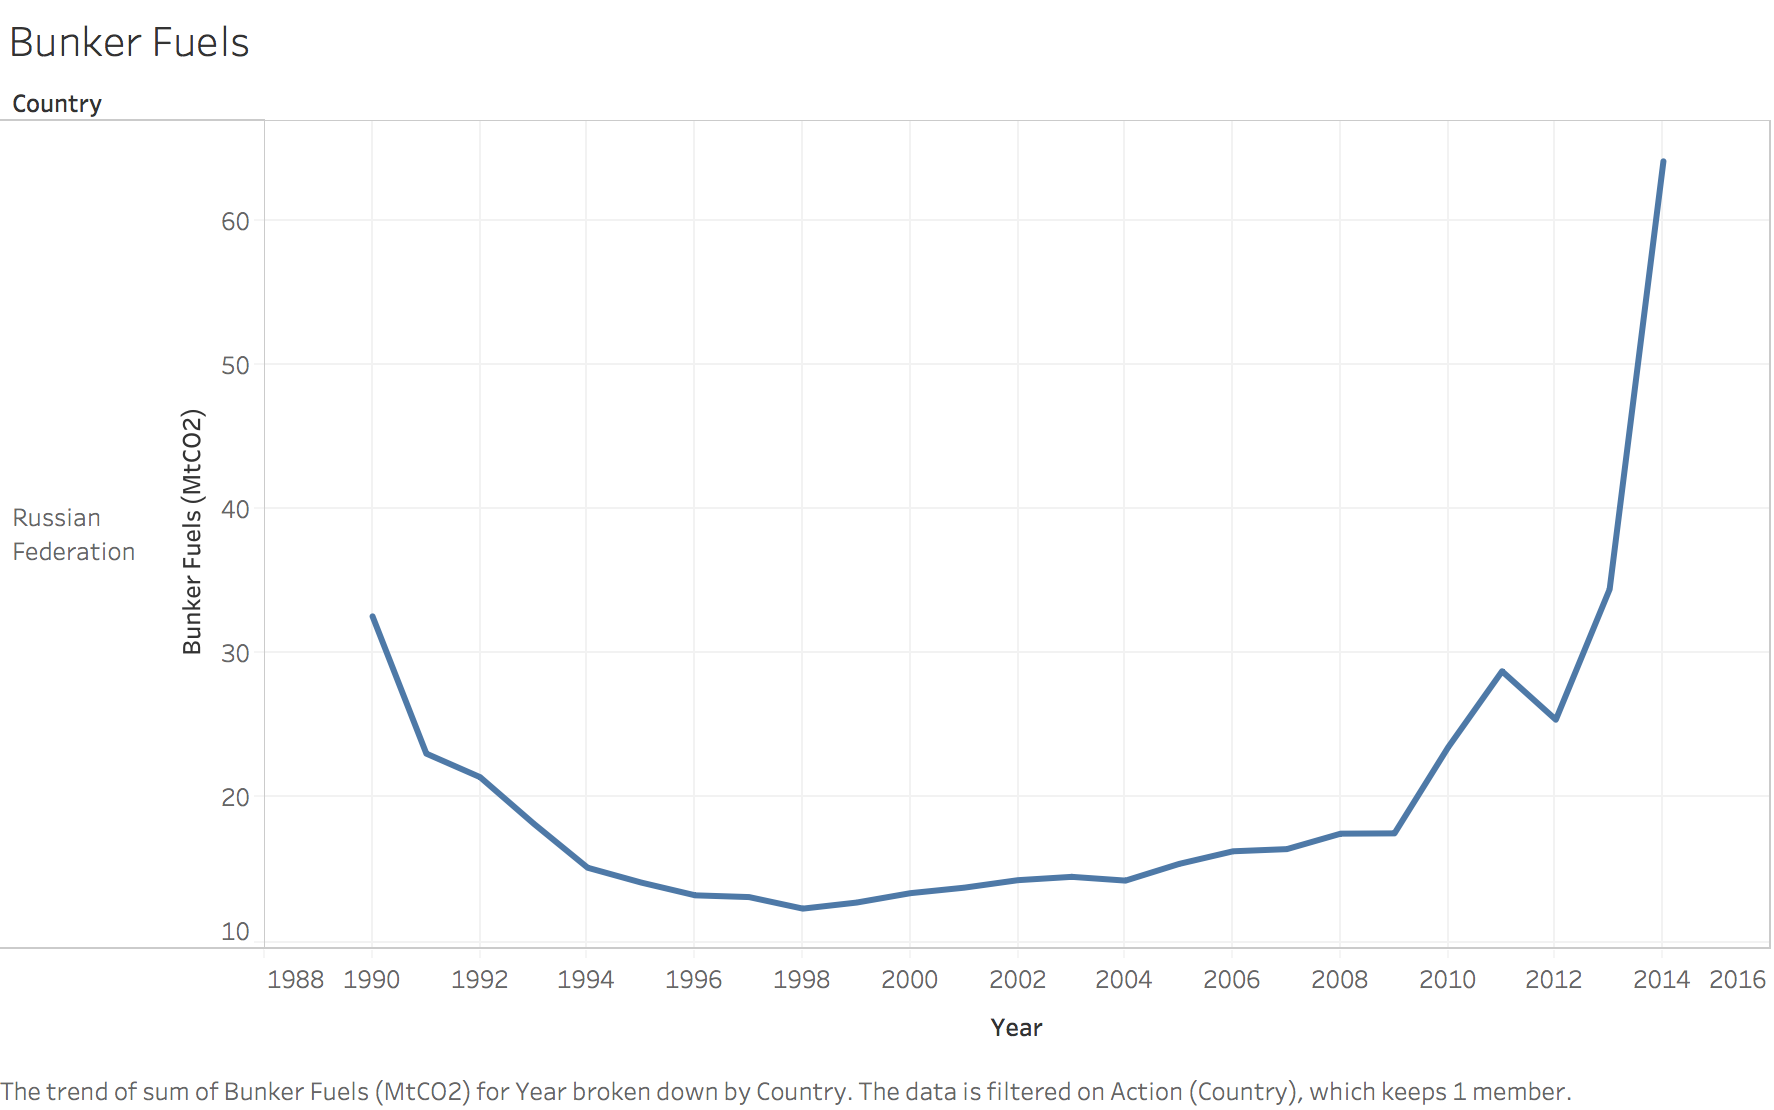 Bunker Fuels
Country
Russian
Federation
Bunker Fuels (MtCO2)
60
50
40
30
20
10
1988 1990 1992 1994 1996 1998 2000 2002 2004 2006 2008 2010 2012 2014 2016
Year
The trend of sum of Bunker Fuels (MtCO2) for Year broken down by Country. The data is filtered on Action (Country), which keeps 1 member.